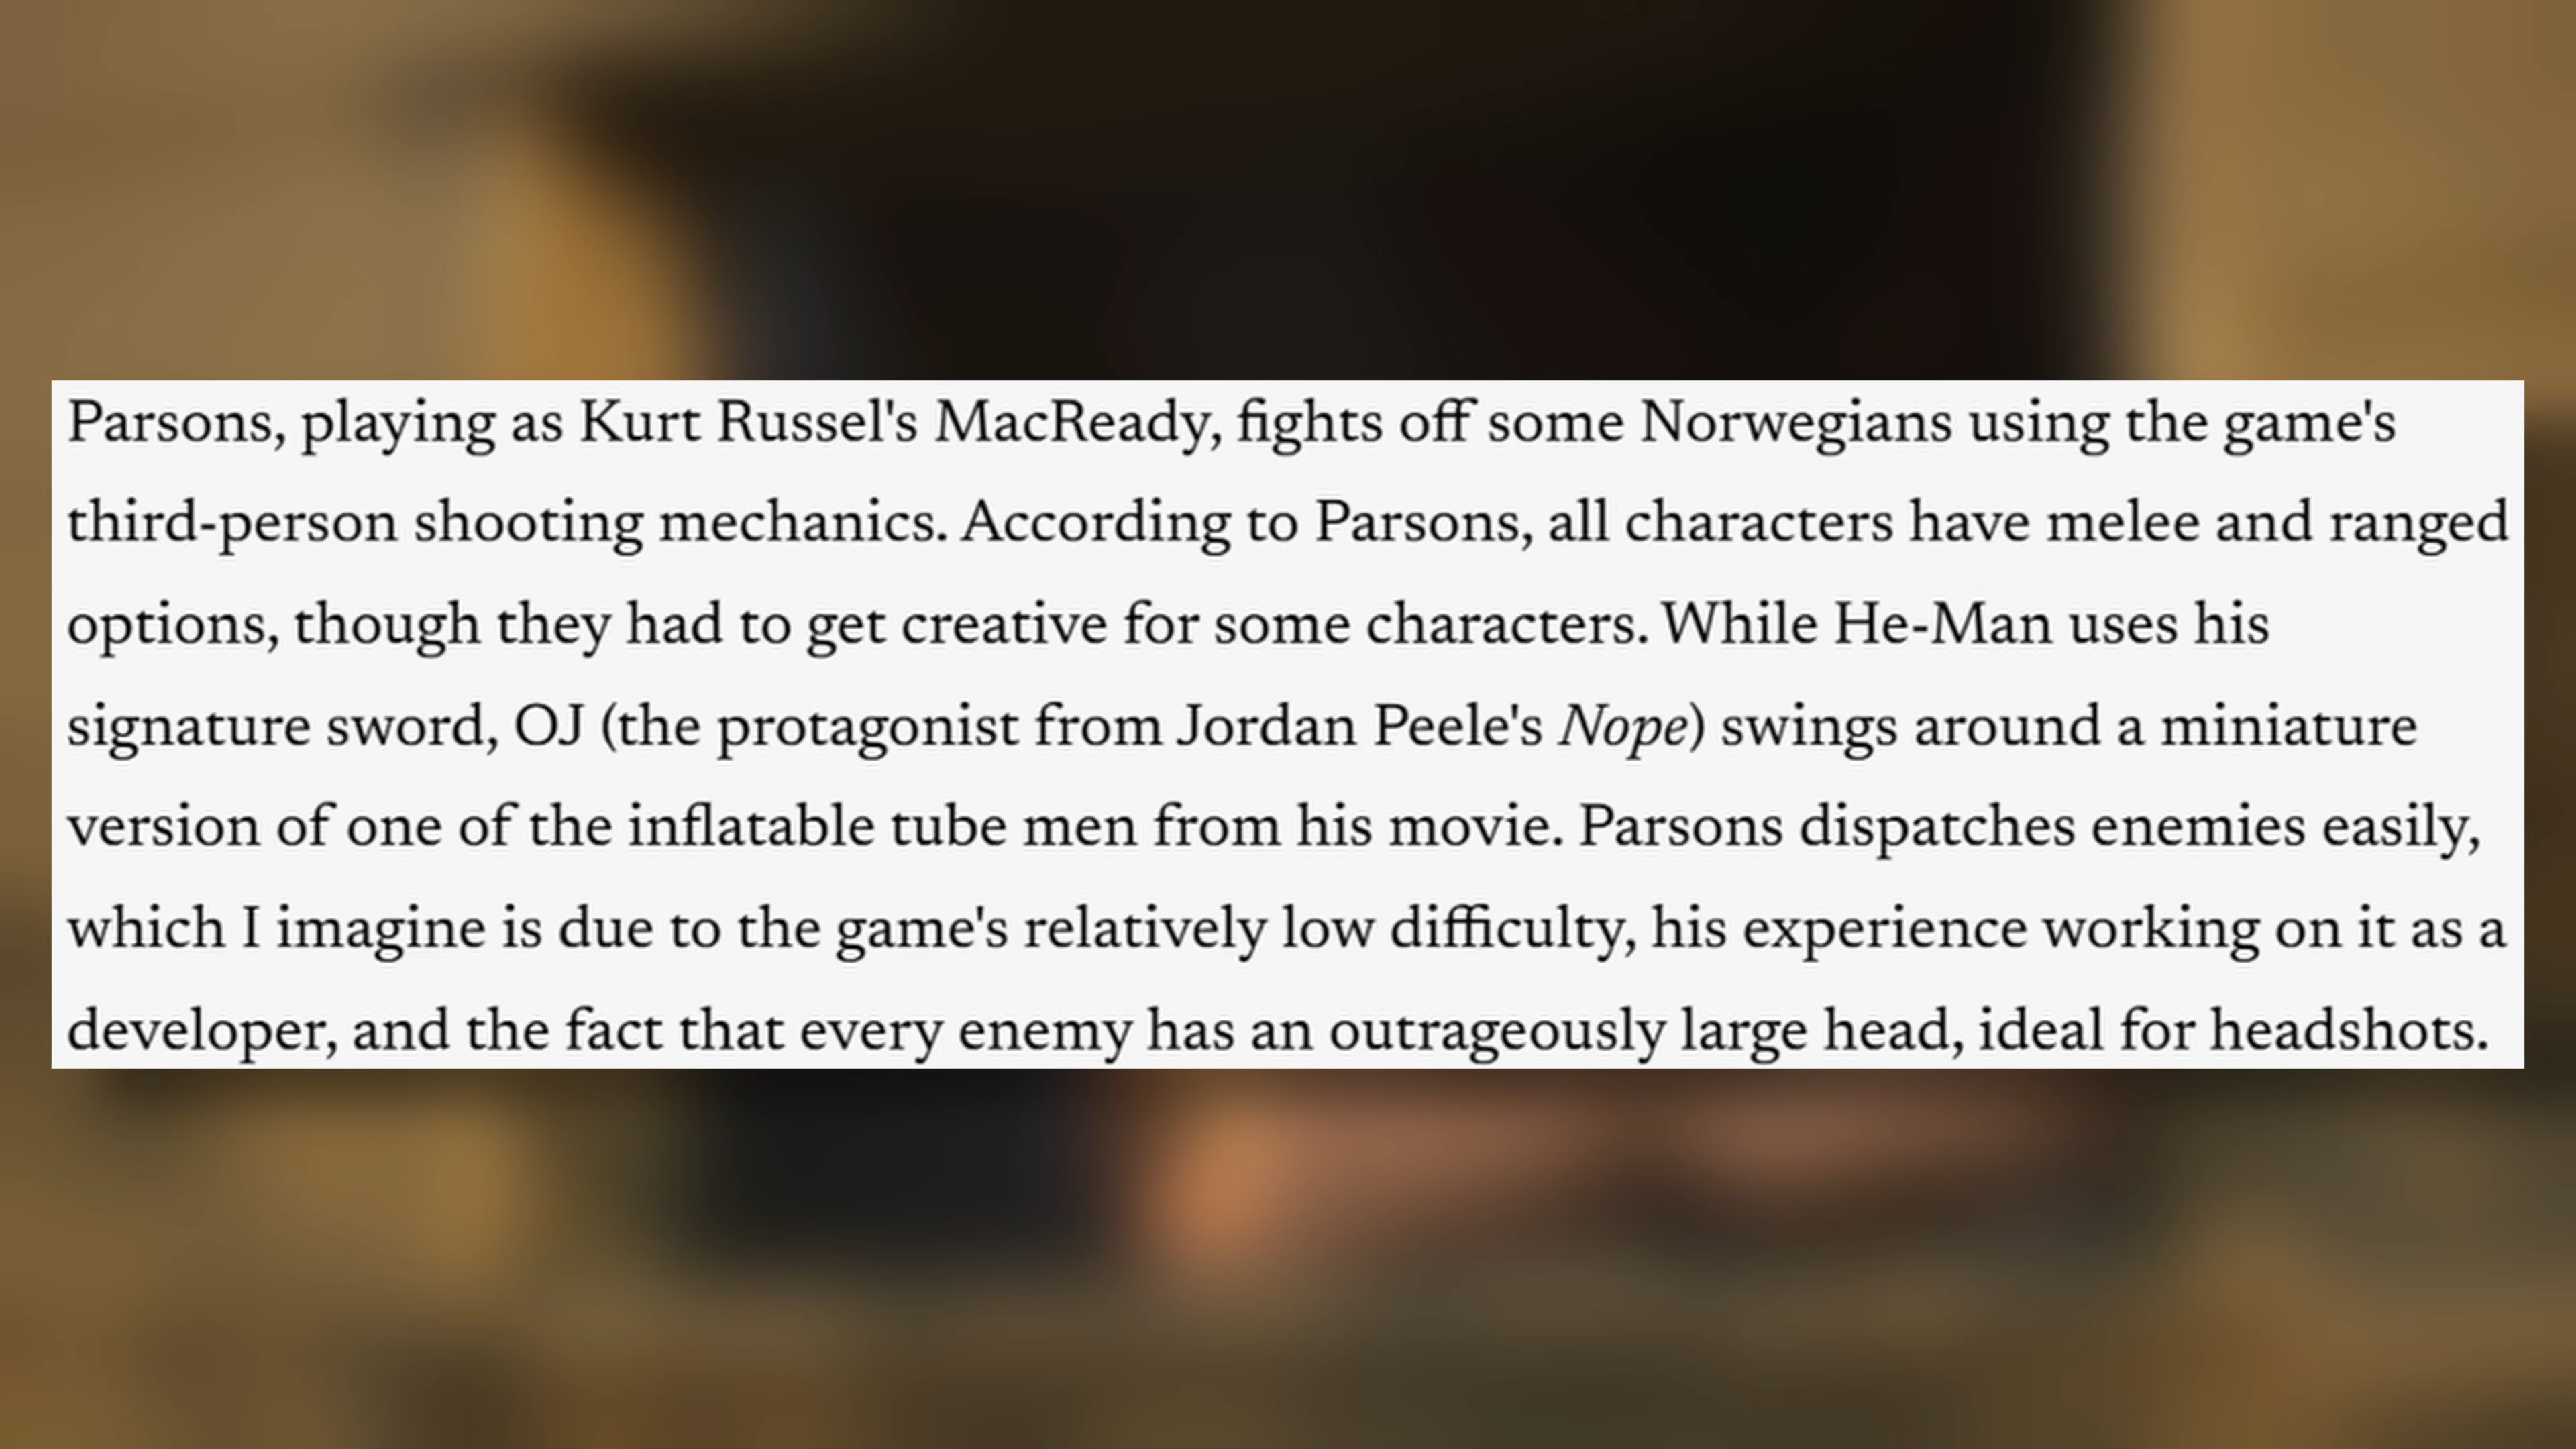 Parsons, playing as Kurt Russel's MacReady, fights off some Norwegians using the game's
third-person shooting mechanics. According to Parsons, all characters have melee and ranged
options, though they had to get creative for some characters. While He-Man uses his
signature sword, OJ (the protagonist from Jordan Peele's Nope) swings around a miniature
version of one of the inflatable tube men from his movie. Parsons dispatches enemies easily,
which I imagine is due to the game's relatively low difficulty, his experience working on it as a
developer, and the fact that every enemy has an outrageously large head, ideal for headshots.